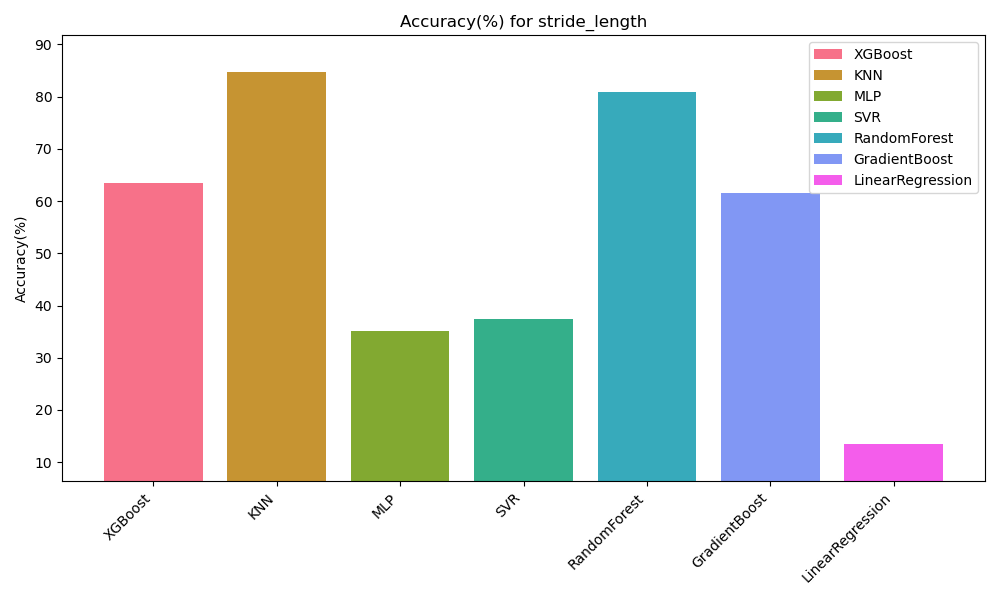 Accuracy(%) for stride_length
Accuracy(%)
90
80
70
60
50
40
30
20
10
XGBoost
KNN
MLP
SVR
RandomForest
GradientBoost
LinearRegression
XGBoost
KNN
MLP
SVR
RandomForest
GradientBoost
LinearRegression